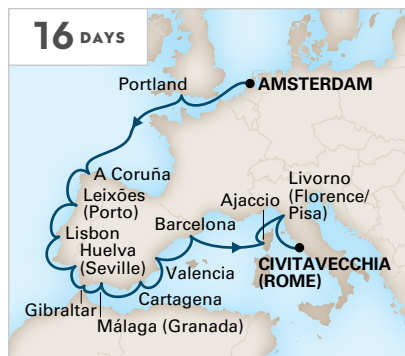 16 DAYS
Portland
AMSTERDAM
A Coruña
Leixões
(Porto)
Lisbon
Huelva
(Seville)
Gibraltar
Málaga (Granada)
Cartagena
Valencia
Barcelona
Ajaccio
Livorno
(Florence/
Pisa)
CIVITAVECCHIA
(ROME)